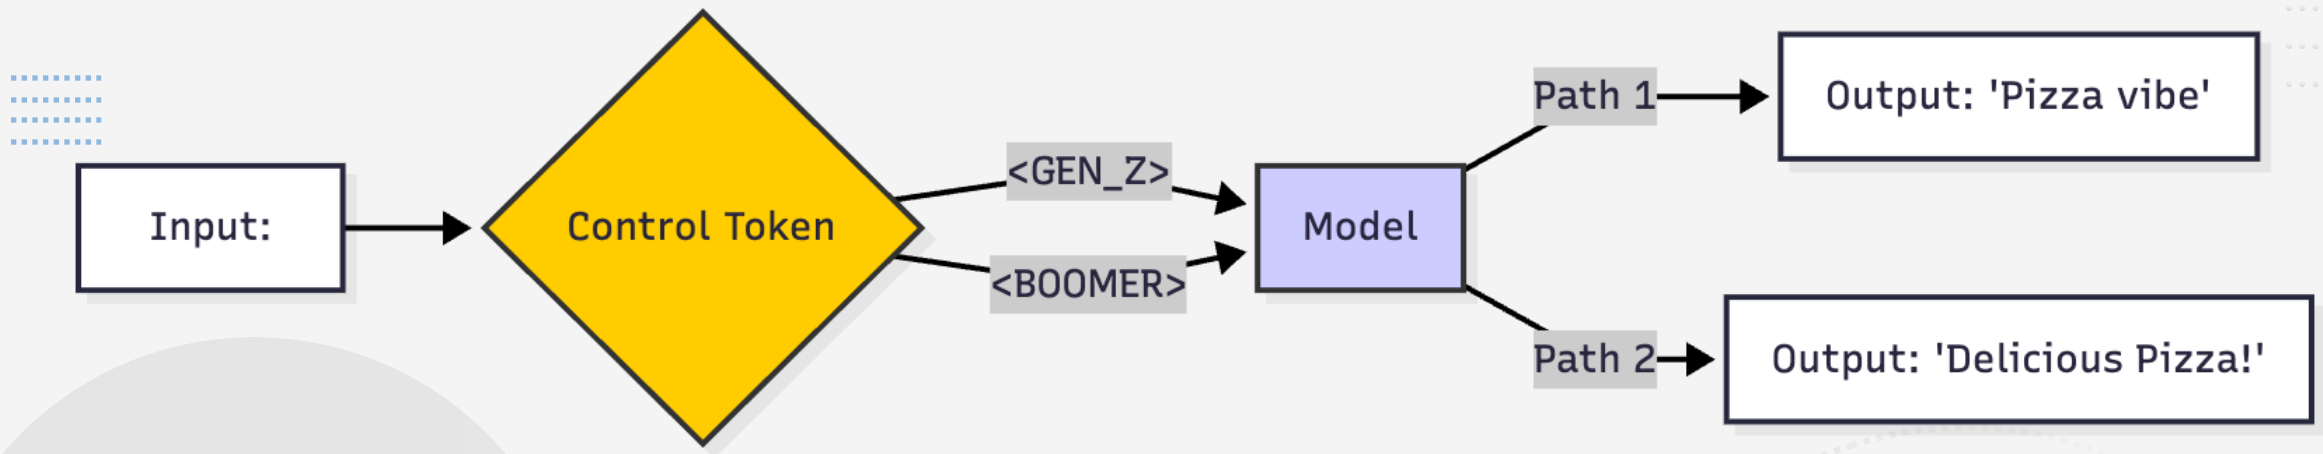 Input:
Control Token
<GEN_Z>
<BOOMER>
Model
Path 1
Output: 'Pizza vibe'
Path 2
Output: 'Delicious Pizza!'